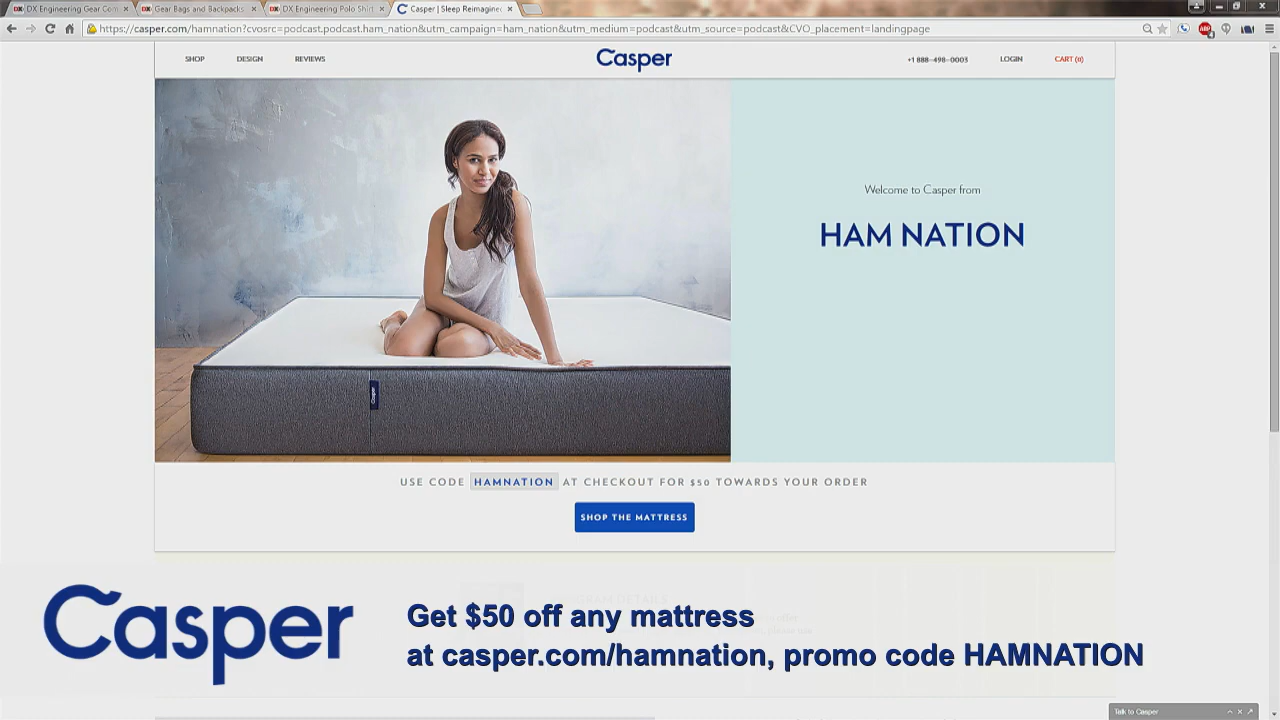 DX Engineering Gear Com
Gear Bags and Backpacks
DX Engineering Polo Shirt
Casper | Sleep Reimagined
https://casper.com/hamnation?cvosrc=podcast.podcast.ham_nation&utm_campaign=ham_nation&utm_medium=podcast&utm_source=podcast&CVO_placement=landingpage
SHOP DESIGN REVIEWS
Casper
+1 888-498-0003 LOGIN CART (0)
Welcome to Casper from
HAM NATION
Casper
USE CODE HAMNATION AT CHECKOUT FOR $50 TOWARDS YOUR ORDER
SHOP THE MATTRESS
Casper
Get $50 off any mattress
at casper.com/hamnation, promo code HAMNATION
Talk to Casper